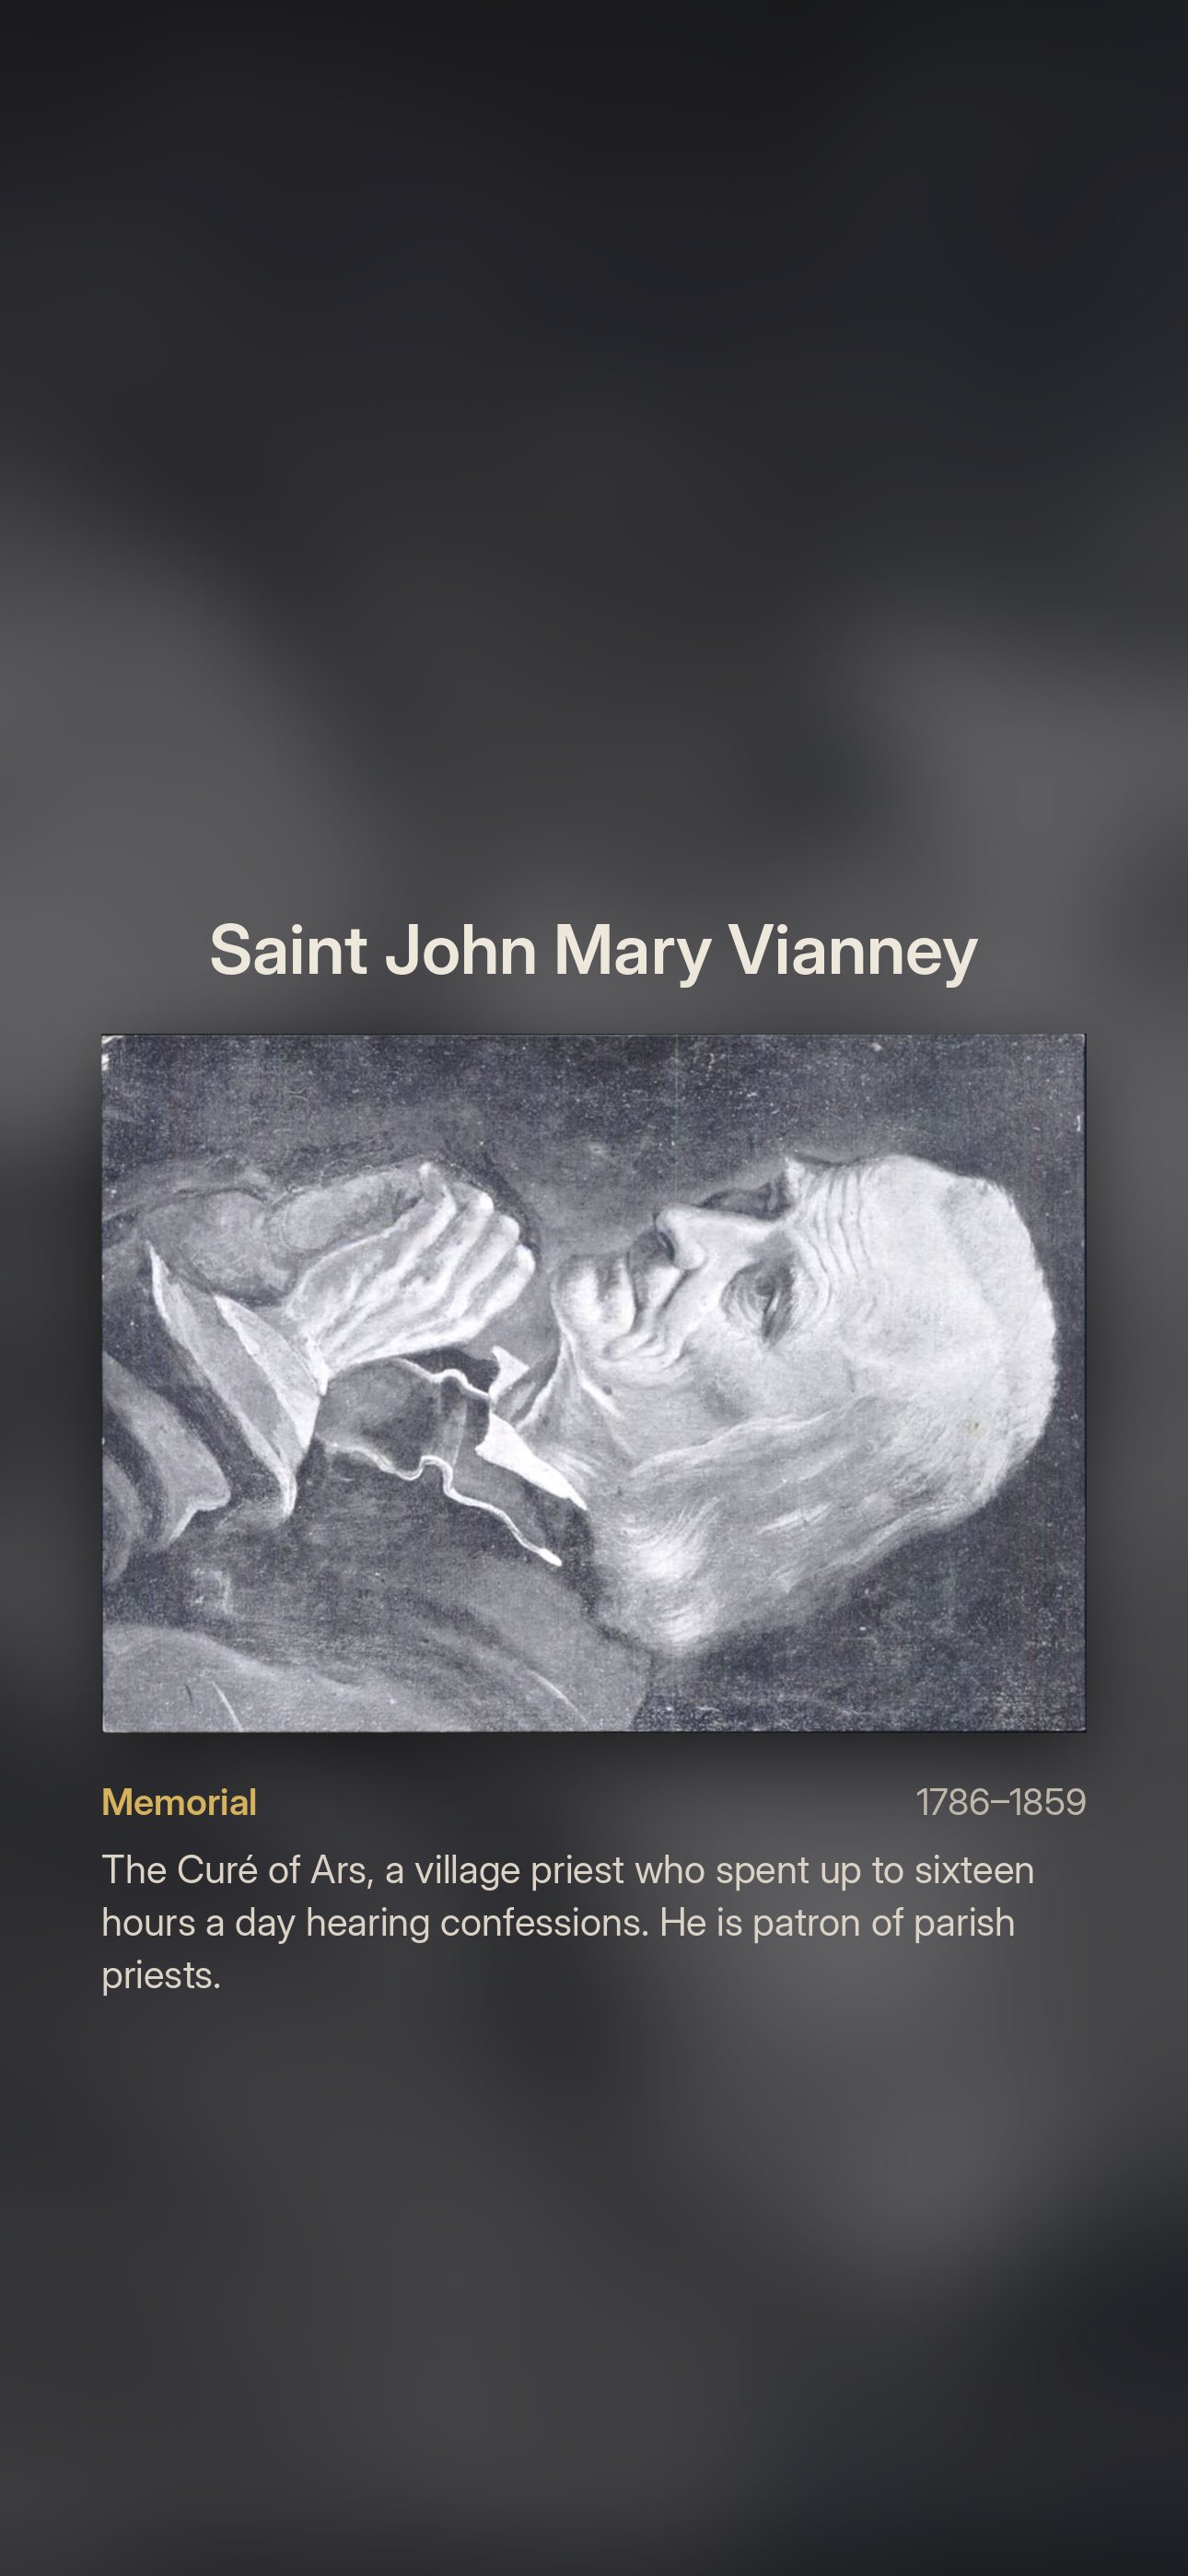 Saint John Mary Vianney
Memorial
1786–1859
The Curé of Ars, a village priest who spent up to sixteen
hours a day hearing confessions. He is patron of parish
priests.